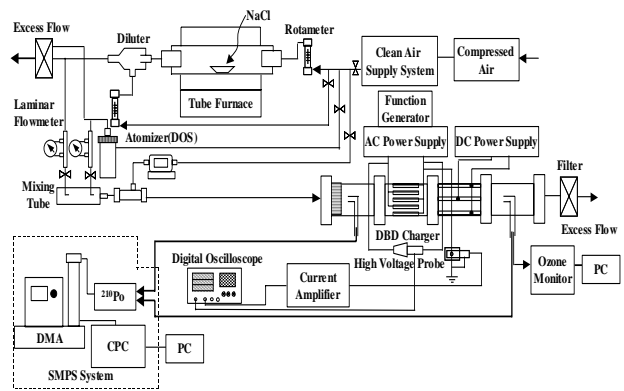 Excess Flow
Diluter
NaCl
Rotameter
Clean Air
Supply System
Compressed
Air
Tube Furnace
Function
Generator
Laminar
Flowmeter
Atomizer(DOS)
AC Power Supply
DC Power Supply
Mixing
Tube
Filter
Excess Flow
DBD Charger
High Voltage Probe
Digital Oscilloscope
Current
Amplifier
Ozone
Monitor
PC
210Po
DMA
CPC
PC
SMPS System